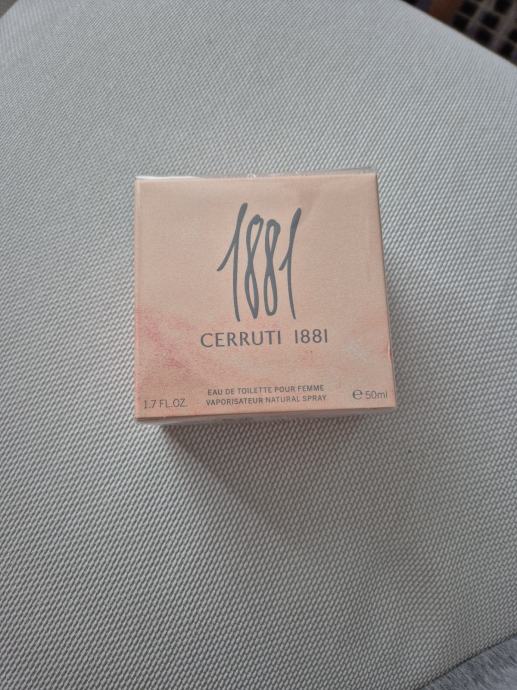 1881
CERRUTI 1881
EAU DE TOILETTE POUR FEMME
1.7 FL.OZ. VAPORISATEUR NATURAL SPRAY ℮ 50ml